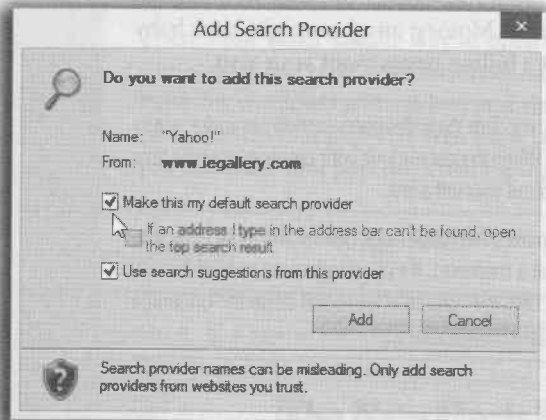 Add Search Provider
Do you want to add this search provider?
Name: "Yahoo!"
From: www.iegallery.com
Make this my default search provider
If an address I type in the address bar can't be found, open
the top search result
Use search suggestions from this provider
Add Cancel
Search provider names can be misleading. Only add search
providers from websites you trust.